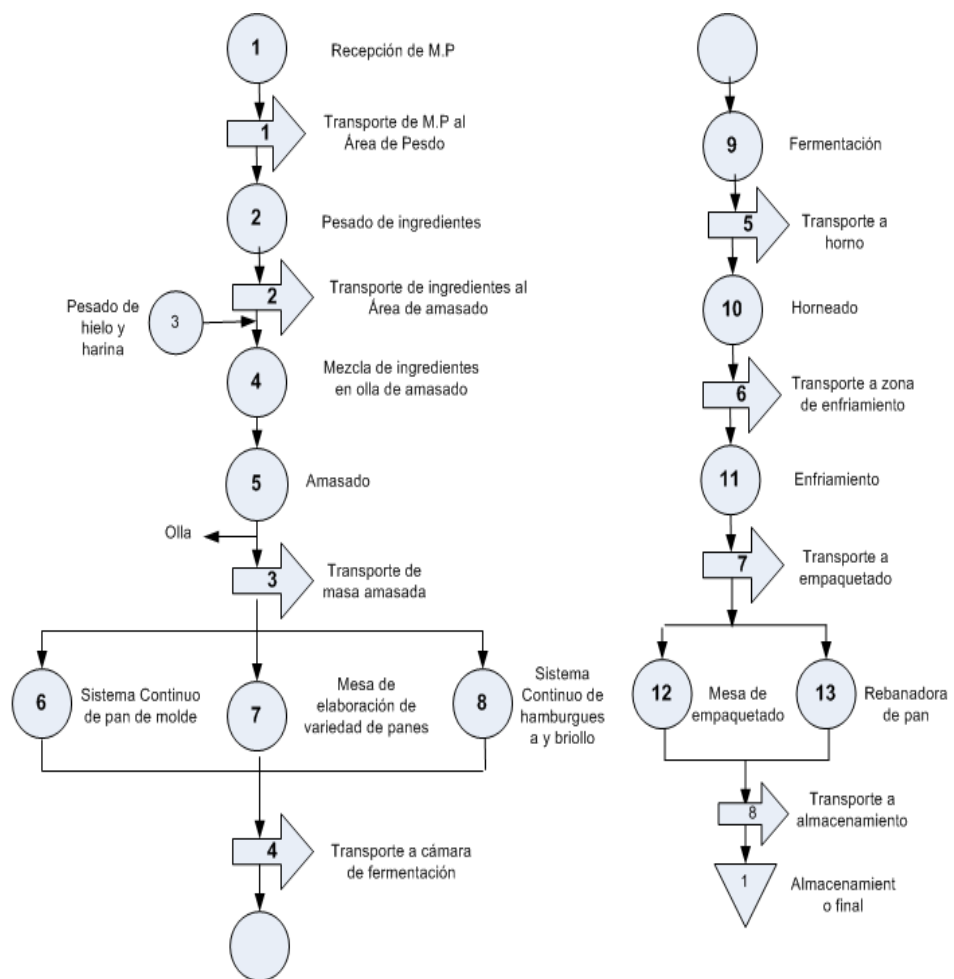 1
Recepción de M.P
1
Transporte de M.P al
Área de Pesdo
2
Pesado de ingredientes
2
Transporte de ingredientes al
Área de amasado
Pesado de
hielo y
harina
3
4
Mezcla de ingredientes
en olla de amasado
5
Amasado
Olla
3
Transporte de
masa amasada
6
Sistema Continuo
de pan de molde
7
Mesa de
elaboración de
variedad de panes
8
Sistema
Continuo de
hamburgues
a y briollo
4
Transporte a cámara
de fermentación
9
Fermentación
5
Transporte a
horno
10
Horneado
6
Transporte a zona
de enfriamiento
11
Enfriamiento
7
Transporte a
empaquetado
12
Mesa de
empaquetado
13
Rebanadora
de pan
8
Transporte a
almacenamiento
1
Almacenamient
o final